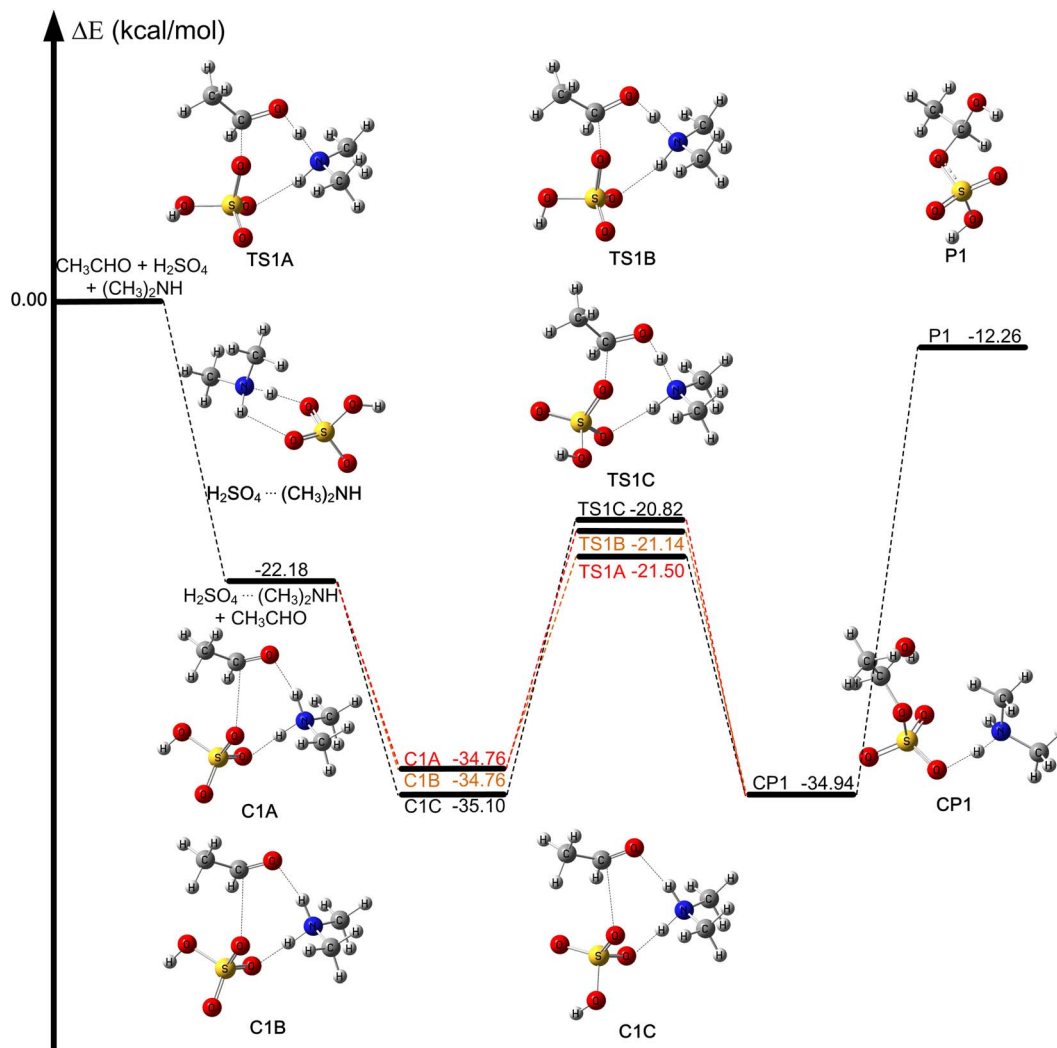 ΔE (kcal/mol)
TS1A
TS1B
P1
CH₃CHO + H₂SO₄
+ (CH₃)₂NH
0.00
P1 -12.26
H₂SO₄ ··· (CH₃)₂NH
TS1C
TS1C -20.82
TS1B -21.14
TS1A -21.50
-22.18
H₂SO₄ ··· (CH₃)₂NH
+ CH₃CHO
C1A
C1A -34.76
C1B -34.76
C1C -35.10
CP1 -34.94
CP1
C1B
C1C